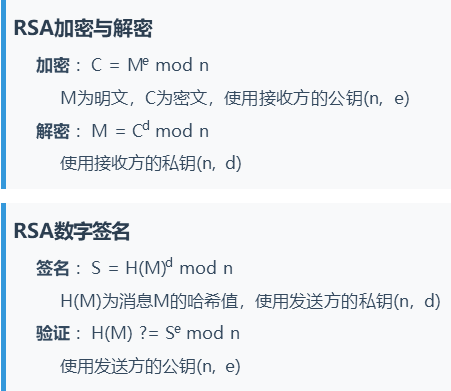 RSA加密与解密
加密： C = Mᵉ mod n
M为明文，C为密文，使用接收方的公钥(n, e)
解密： M = Cᵈ mod n
使用接收方的私钥(n, d)
RSA数字签名
签名： S = H(M)ᵈ mod n
H(M)为消息M的哈希值，使用发送方的私钥(n, d)
验证： H(M) ?= Sᵉ mod n
使用发送方的公钥(n, e)